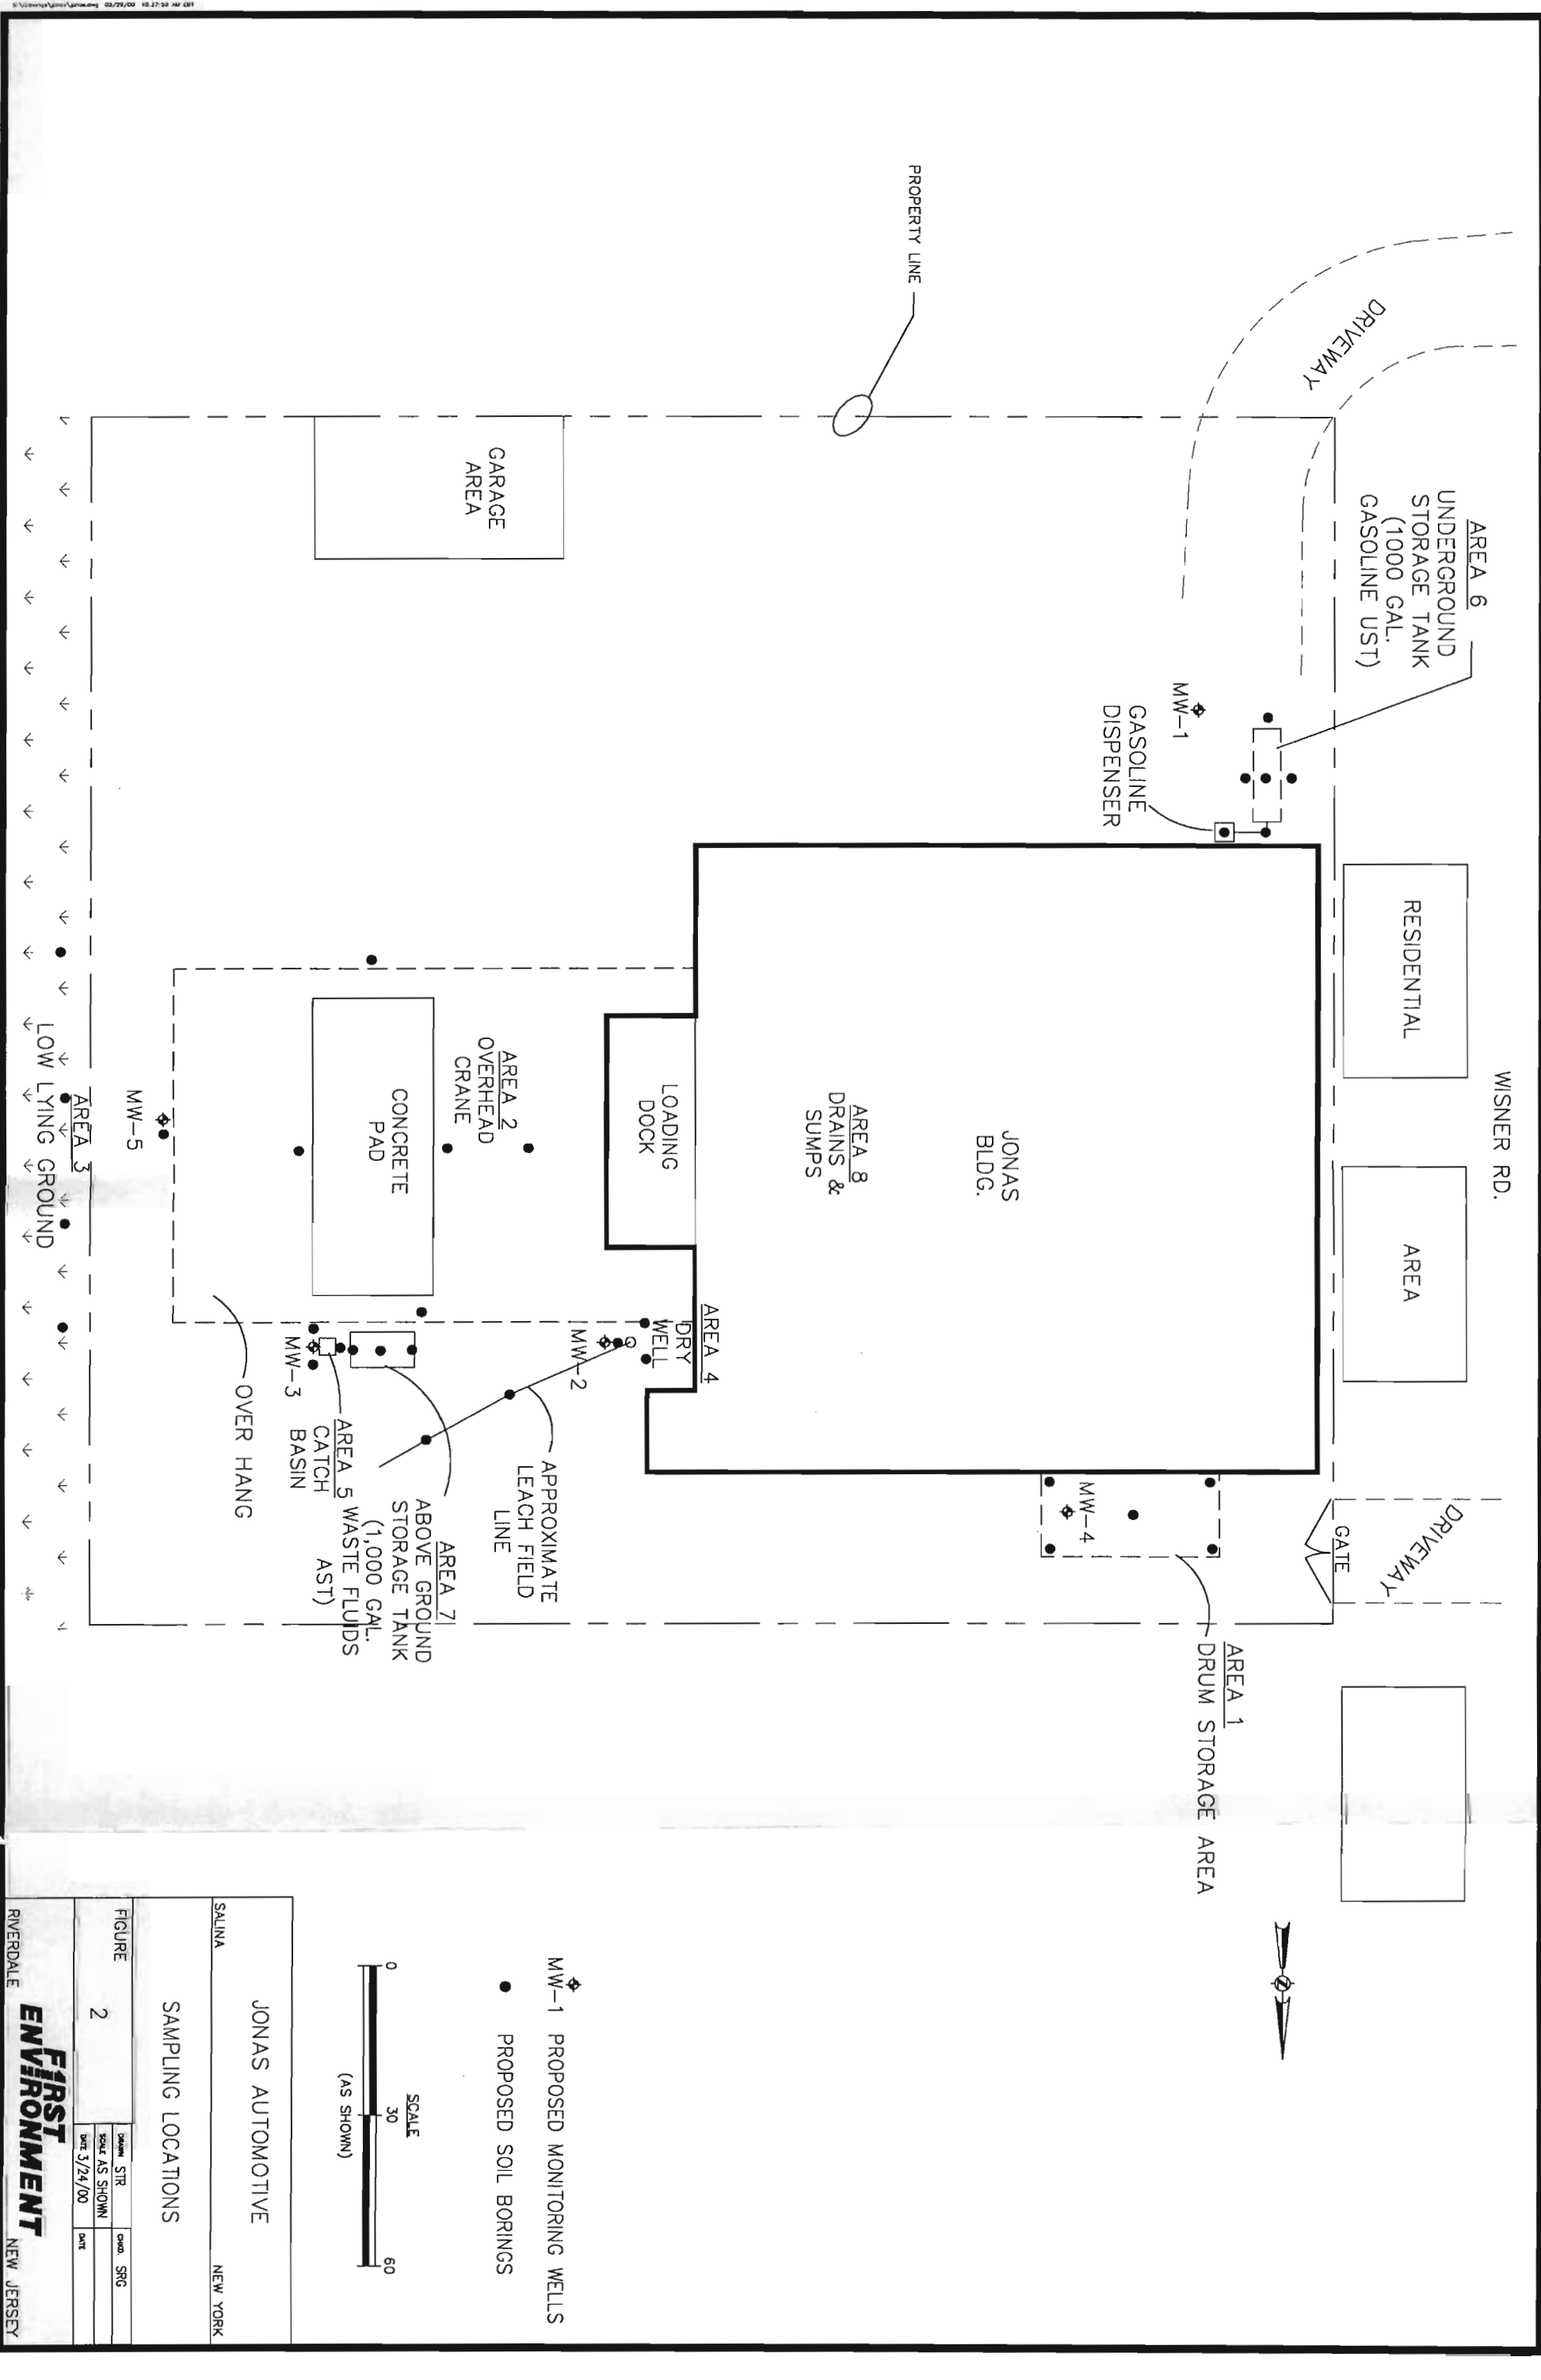 WISNER RD.
DRIVEWAY
DRIVEWAY
GATE
RESIDENTIAL
AREA
AREA 6
UNDERGROUND
STORAGE TANK
(1000 GAL.
GASOLINE UST)
MW-1
GASOLINE
DISPENSER
PROPERTY LINE
JONAS
BLDG.
AREA 8
DRAINS &
SUMPS
AREA 1
DRUM STORAGE AREA
MW-4
AREA 4
DRY
WELL
LOADING
DOCK
MW-2
AREA 2
OVERHEAD
CRANE
CONCRETE
PAD
GARAGE
AREA
APPROXIMATE
LEACH FIELD
LINE
AREA 7
ABOVE GROUND
STORAGE TANK
(1,000 GAL.
WASTE FLUIDS
AST)
AREA 5
CATCH
BASIN
MW-3
OVER HANG
MW-5
AREA 3
LOW LYING GROUND
MW-1 PROPOSED MONITORING WELLS
PROPOSED SOIL BORINGS
SCALE
0 30 60
(AS SHOWN)
JONAS AUTOMOTIVE
SALINA NEW YORK
SAMPLING LOCATIONS
FIGURE
2
DRAWN STR CHKD. SRG
SCALE AS SHOWN
DATE 3/24/00 DATE
FIRST
ENVIRONMENT
RIVERDALE NEW JERSEY